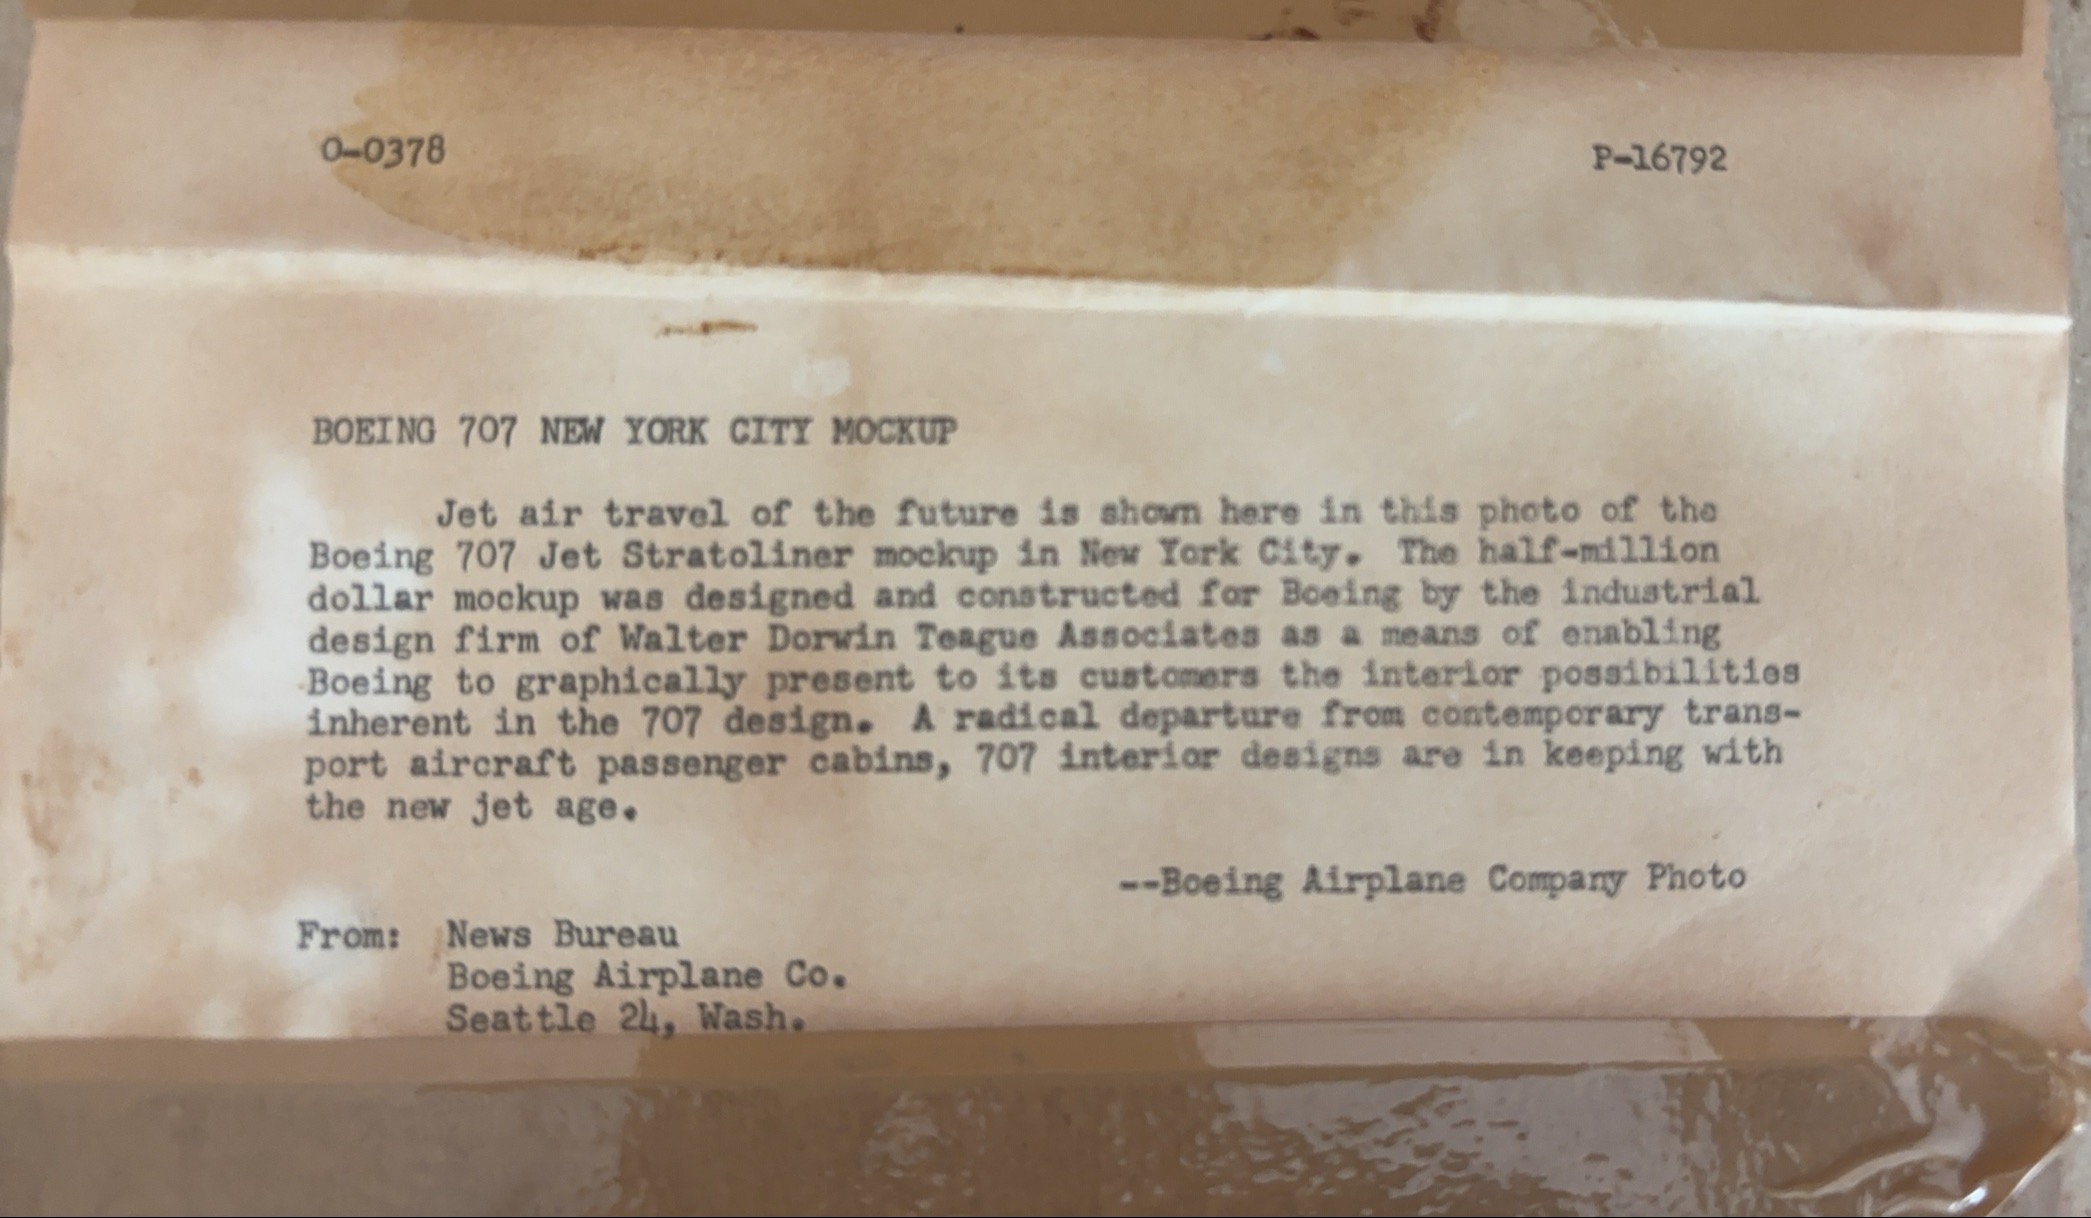 O-0378 P-16792
BOEING 707 NEW YORK CITY MOCKUP
Jet air travel of the future is shown here in this photo of the
Boeing 707 Jet Stratoliner mockup in New York City. The half-million
dollar mockup was designed and constructed for Boeing by the industrial
design firm of Walter Dorwin Teague Associates as a means of enabling
Boeing to graphically present to its customers the interior possibilities
inherent in the 707 design. A radical departure from contemporary trans-
port aircraft passenger cabins, 707 interior designs are in keeping with
the new jet age.
--Boeing Airplane Company Photo
From: News Bureau
Boeing Airplane Co.
Seattle 24, Wash.